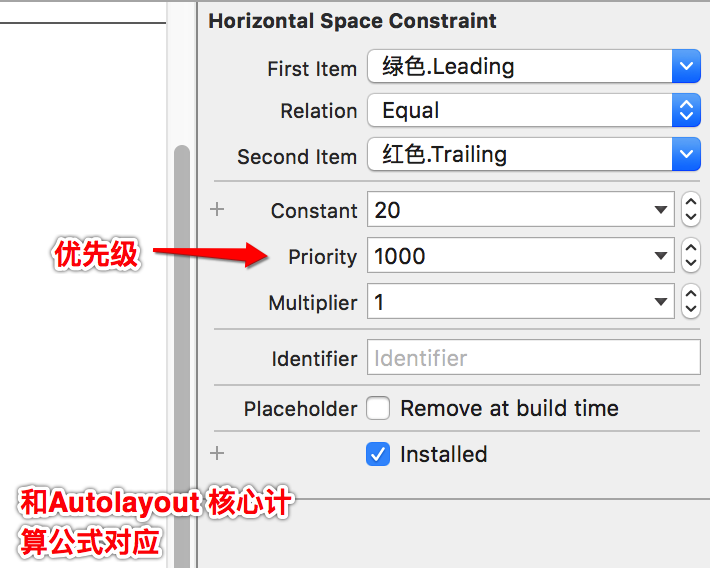 Horizontal Space Constraint
First Item 绿色.Leading
Relation Equal
Second Item 红色.Trailing
+ Constant 20
优先级
Priority 1000
Multiplier 1
Identifier Identifier
Placeholder Remove at build time
+ Installed
和Autolayout 核心计
算公式对应